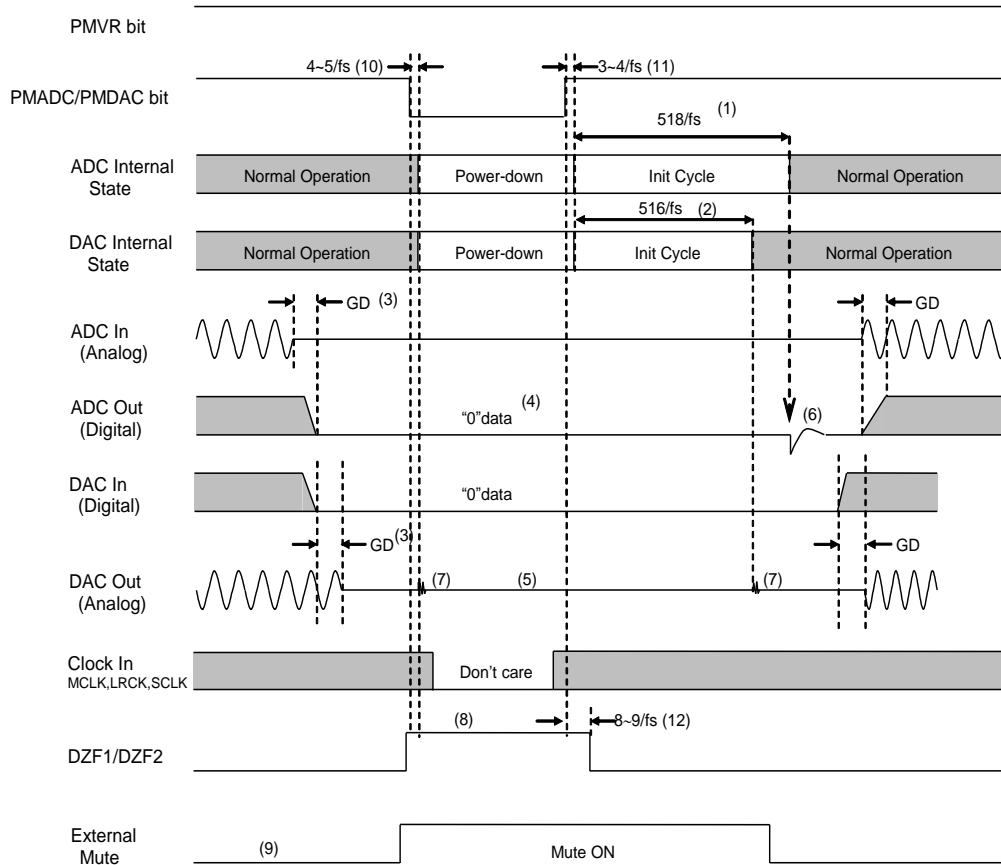 PMVR bit
4~5/fs (10)
3~4/fs (11)
PMADC/PMDAC bit
518/fs (1)
ADC Internal
State
Normal Operation
Power-down
Init Cycle
Normal Operation
516/fs (2)
DAC Internal
State
Normal Operation
Power-down
Init Cycle
Normal Operation
GD (3)
GD
ADC In
(Analog)
ADC Out
(Digital)
“0”data (4)
(6)
DAC In
(Digital)
“0”data
GD (3)
GD
DAC Out
(Analog)
(7)
(5)
(7)
Clock In
MCLK,LRCK,SCLK
Don’t care
(8)
8~9/fs (12)
DZF1/DZF2
External
Mute
(9)
Mute ON